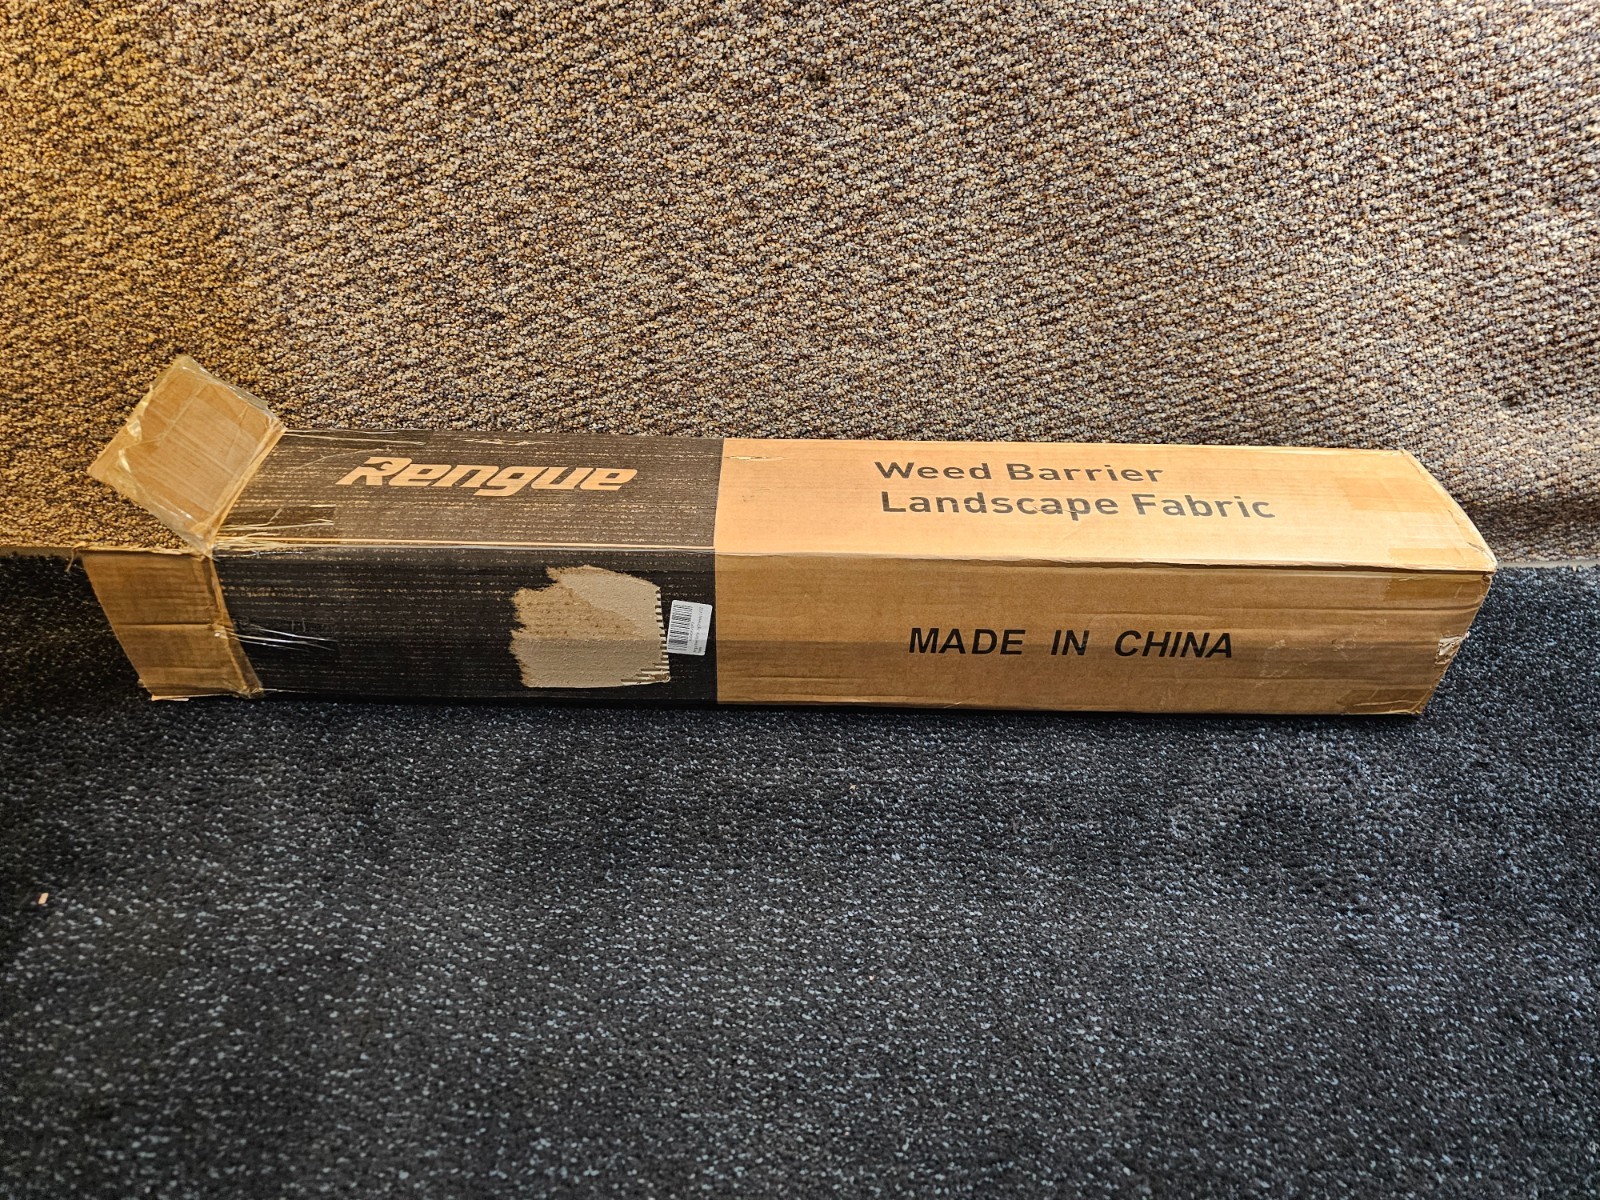 Rengue
Weed Barrier
Landscape Fabric
MADE IN CHINA